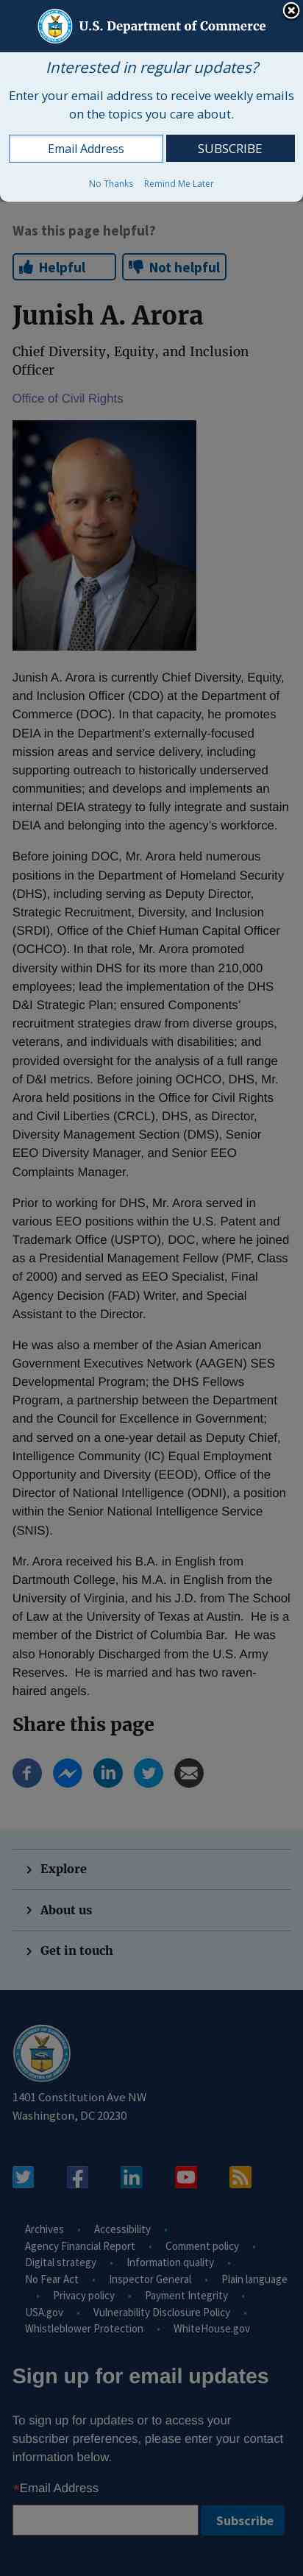 U.S. Department of Commerce
Interested in regular updates?
Enter your email address to receive weekly emails
on the topics you care about.
Email Address
SUBSCRIBE
No Thanks
Remind Me Later
Was this page helpful?
Helpful
Not helpful
Junish A. Arora
Chief Diversity, Equity, and Inclusion
Officer
Office of Civil Rights
Junish A. Arora is currently Chief Diversity, Equity,
and Inclusion Officer (CDO) at the Department of
Commerce (DOC). In that capacity, he promotes
DEIA in the Department's externally-focused
mission areas and service delivery, including
supporting outreach to historically underserved
communities; and develops and implements an
internal DEIA strategy to fully integrate and sustain
DEIA and belonging into the agency's workforce.
Before joining DOC, Mr. Arora held numerous
positions in the Department of Homeland Security
(DHS), including serving as Deputy Director,
Strategic Recruitment, Diversity, and Inclusion
(SRDI), Office of the Chief Human Capital Officer
(OCHCO). In that role, Mr. Arora promoted
diversity within DHS for its more than 210,000
employees; lead the implementation of the DHS
D&I Strategic Plan; ensured Components'
recruitment strategies draw from diverse groups,
veterans, and individuals with disabilities; and
provided oversight for the analysis of a full range
of D&I metrics. Before joining OCHCO, DHS, Mr.
Arora held positions in the Office for Civil Rights
and Civil Liberties (CRCL), DHS, as Director,
Diversity Management Section (DMS), Senior
EEO Diversity Manager, and Senior EEO
Complaints Manager.
Prior to working for DHS, Mr. Arora served in
various EEO positions within the U.S. Patent and
Trademark Office (USPTO), DOC, where he joined
as a Presidential Management Fellow (PMF, Class
of 2000) and served as EEO Specialist, Final
Agency Decision (FAD) Writer, and Special
Assistant to the Director.
He was also a member of the Asian American
Government Executives Network (AAGEN) SES
Developmental Program; the DHS Fellows
Program, a partnership between the Department
and the Council for Excellence in Government;
and served on a one-year detail as Deputy Chief,
Intelligence Community (IC) Equal Employment
Opportunity and Diversity (EEOD), Office of the
Director of National Intelligence (ODNI), a position
within the Senior National Intelligence Service
(SNIS).
Mr. Arora received his B.A. in English from
Dartmouth College, his M.A. in English from the
University of Virginia, and his J.D. from The School
of Law at the University of Texas at Austin.  He is a
member of the District of Columbia Bar.  He was
also Honorably Discharged from the U.S. Army
Reserves.  He is married and has two raven-
haired angels.
Share this page
Explore
About us
Get in touch
1401 Constitution Ave NW
Washington, DC 20230
Archives • Accessibility •
Agency Financial Report • Comment policy •
Digital strategy • Information quality •
No Fear Act • Inspector General • Plain language
• Privacy policy • Payment Integrity •
USA.gov • Vulnerability Disclosure Policy •
Whistleblower Protection • WhiteHouse.gov
Sign up for email updates
To sign up for updates or to access your
subscriber preferences, please enter your contact
information below.
*Email Address
Subscribe